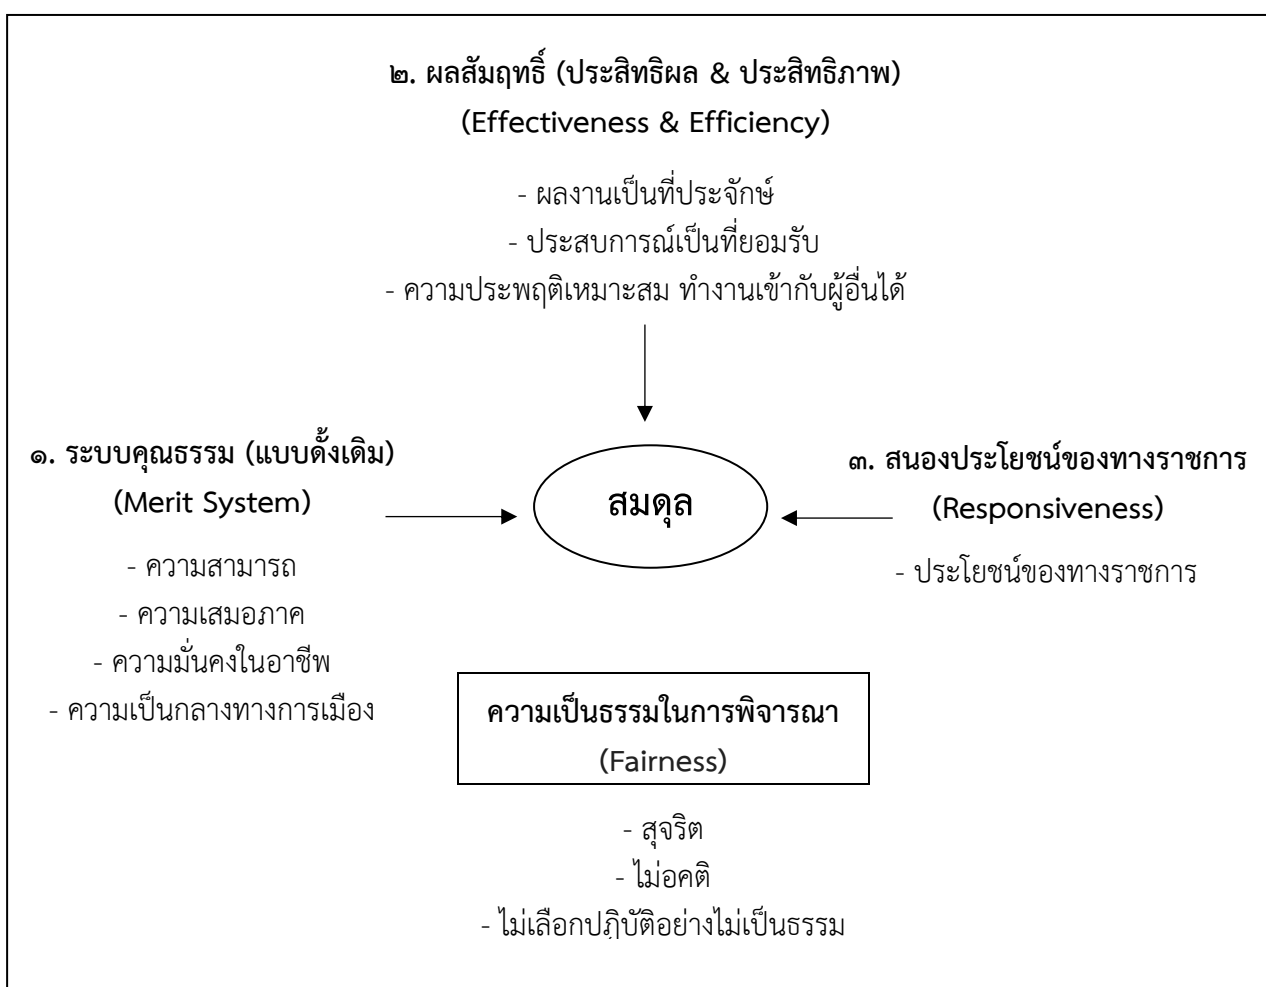 ๒. ผลสัมฤทธิ์ (ประสิทธิผล & ประสิทธิภาพ)
(Effectiveness & Efficiency)
- ผลงานเป็นที่ประจักษ์
- ประสบการณ์เป็นที่ยอมรับ
- ความประพฤติเหมาะสม ทำงานเข้ากับผู้อื่นได้
๑. ระบบคุณธรรม (แบบดั้งเดิม)
(Merit System)
- ความสามารถ
- ความเสมอภาค
- ความมั่นคงในอาชีพ
- ความเป็นกลางทางการเมือง
สมดุล
๓. สนองประโยชน์ของทางราชการ
(Responsiveness)
- ประโยชน์ของทางราชการ
ความเป็นธรรมในการพิจารณา
(Fairness)
- สุจริต
- ไม่อคติ
- ไม่เลือกปฏิบัติอย่างไม่เป็นธรรม